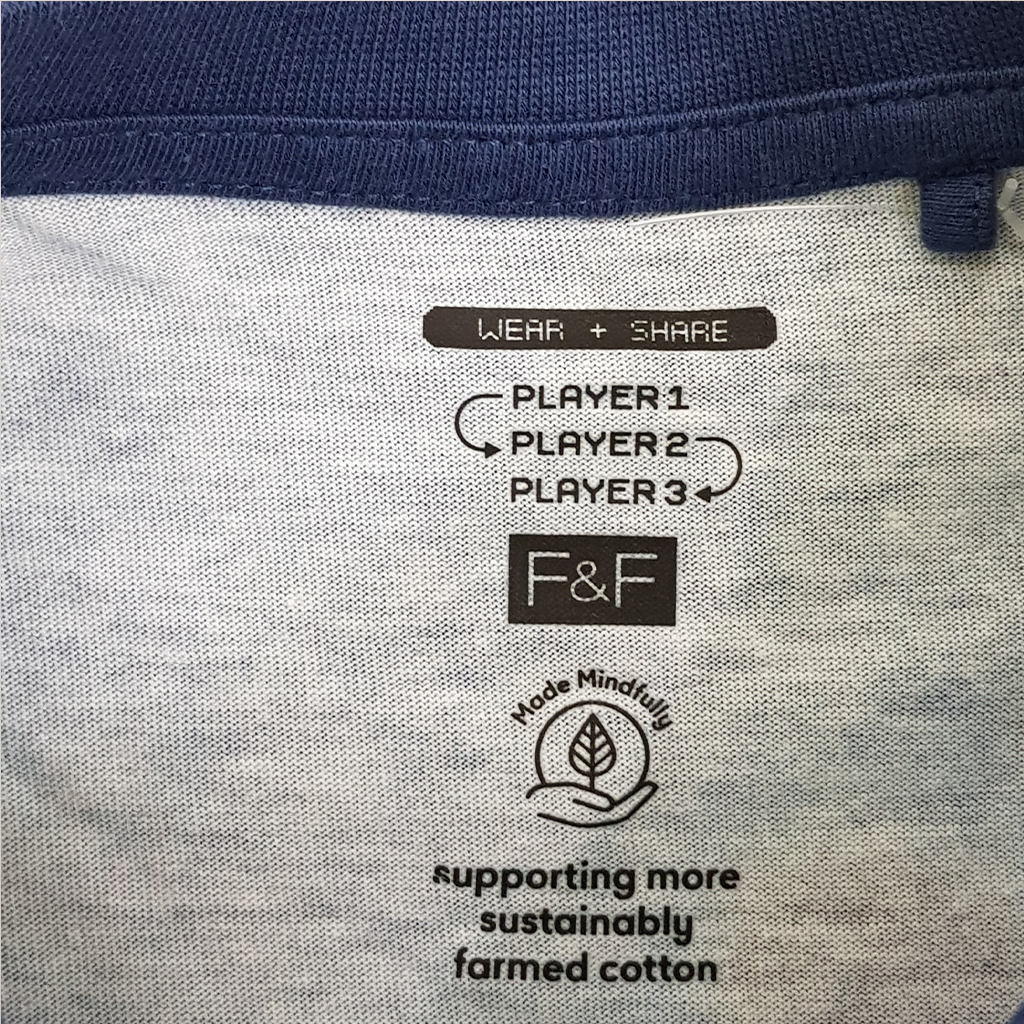 WEAR + SHARE
PLAYER 1
PLAYER 2
PLAYER 3
F&F
Made Mindfully
supporting more
sustainably
farmed cotton